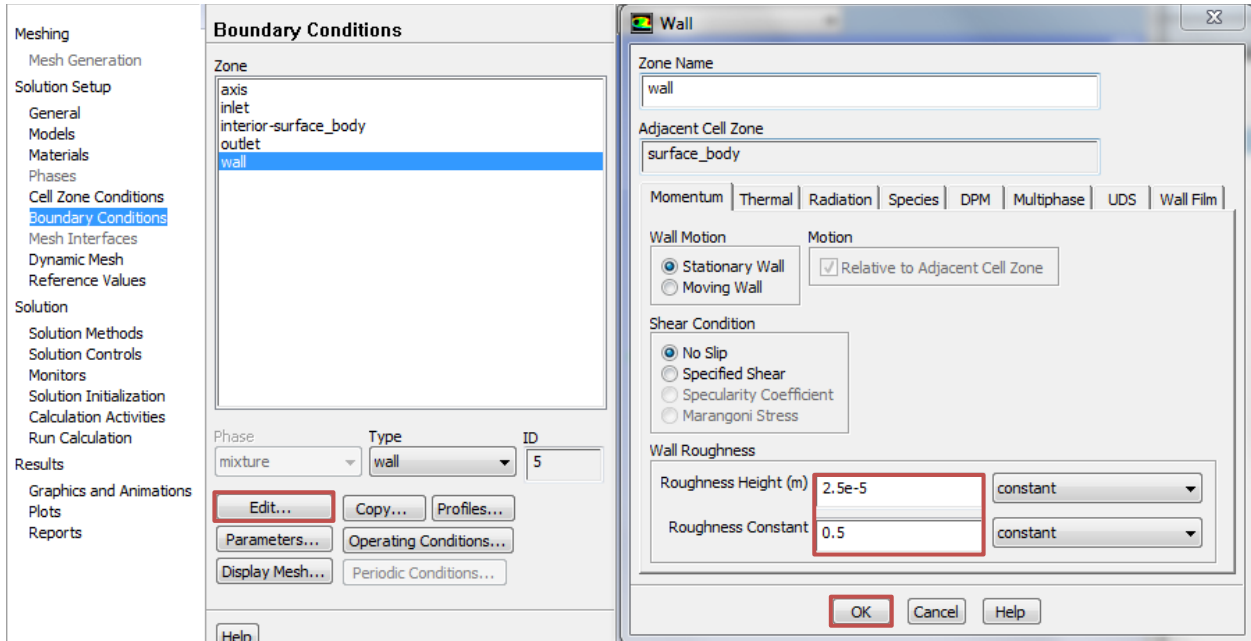 Meshing
Mesh Generation
Solution Setup
General
Models
Materials
Phases
Cell Zone Conditions
Boundary Conditions
Mesh Interfaces
Dynamic Mesh
Reference Values
Solution
Solution Methods
Solution Controls
Monitors
Solution Initialization
Calculation Activities
Run Calculation
Results
Graphics and Animations
Plots
Reports
Boundary Conditions
Zone
axis
inlet
interior-surface_body
outlet
wall
Phase Type ID
mixture wall 5
Edit... Copy... Profiles...
Parameters... Operating Conditions...
Display Mesh... Periodic Conditions...
Help
Wall
Zone Name
wall
Adjacent Cell Zone
surface_body
Momentum Thermal Radiation Species DPM Multiphase UDS Wall Film
Wall Motion Motion
Stationary Wall Relative to Adjacent Cell Zone
Moving Wall
Shear Condition
No Slip
Specified Shear
Specularity Coefficient
Marangoni Stress
Wall Roughness
Roughness Height (m) 2.5e-5 constant
Roughness Constant 0.5 constant
OK Cancel Help